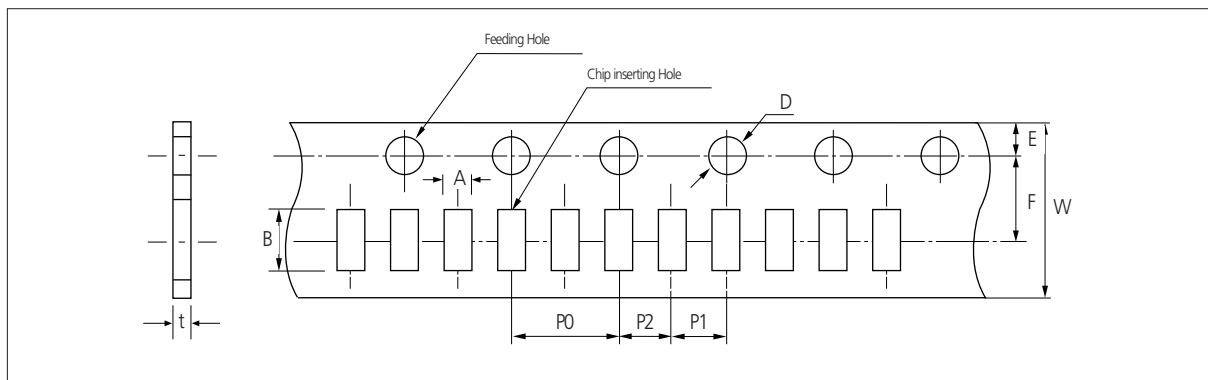 Feeding Hole
Chip inserting Hole
D
E
A
F
W
B
t
P0
P2
P1